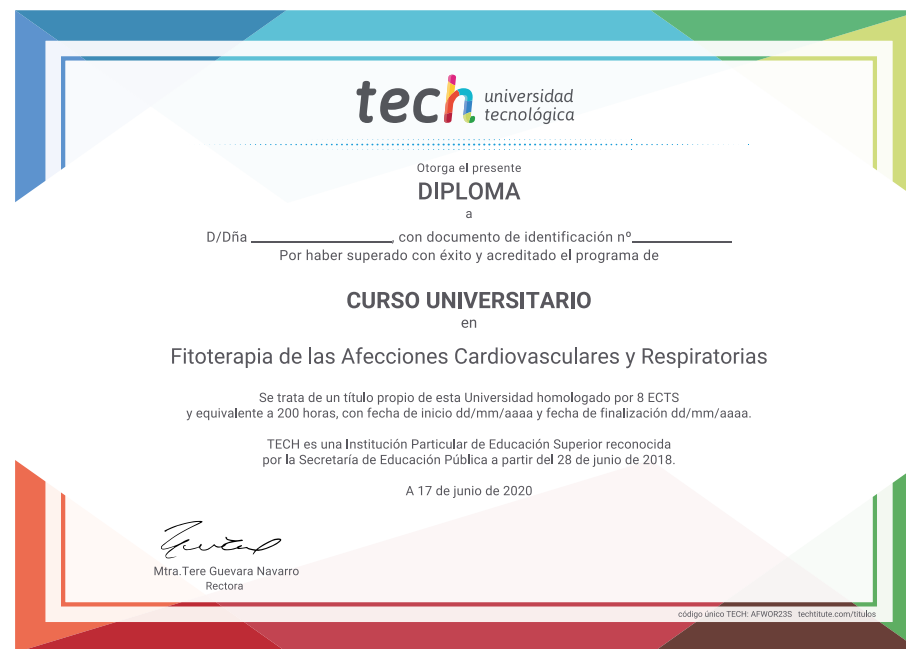 tech universidad
tecnológica
Otorga el presente
DIPLOMA
a
D/Dña ____________________, con documento de identificación nº______________
Por haber superado con éxito y acreditado el programa de
CURSO UNIVERSITARIO
en
Fitoterapia de las Afecciones Cardiovasculares y Respiratorias
Se trata de un título propio de esta Universidad homologado por 8 ECTS
y equivalente a 200 horas, con fecha de inicio dd/mm/aaaa y fecha de finalización dd/mm/aaaa.
TECH es una Institución Particular de Educación Superior reconocida
por la Secretaría de Educación Pública a partir del 28 de junio de 2018.
A 17 de junio de 2020
Mtra.Tere Guevara Navarro
Rectora
código único TECH: AFWOR23S techtitute.com/titulos